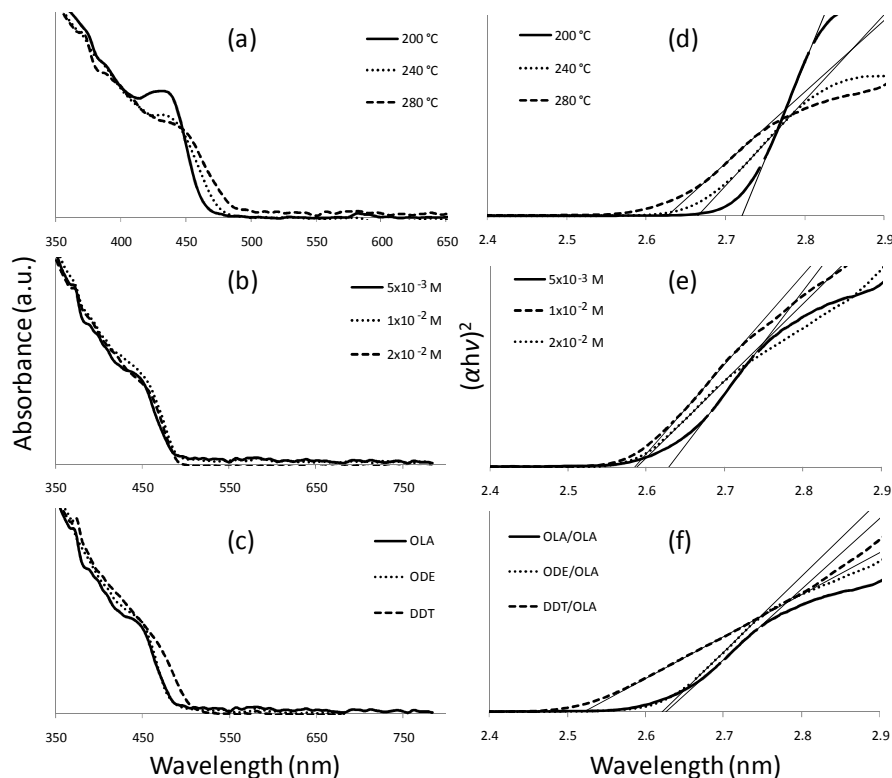 (a)
200 °C
240 °C
280 °C
350 400 450 500 550 600 650
(d)
200 °C
240 °C
280 °C
2.4 2.5 2.6 2.7 2.8 2.9
(b)
5x10⁻³ M
1x10⁻² M
2x10⁻² M
350 450 550 650 750
(e)
5x10⁻³ M
1x10⁻² M
2x10⁻² M
2.4 2.5 2.6 2.7 2.8 2.9
(c)
OLA
ODE
DDT
350 450 550 650 750
(f)
OLA/OLA
ODE/OLA
DDT/OLA
2.4 2.5 2.6 2.7 2.8 2.9
Absorbance (a.u.)
(αhν)²
Wavelength (nm)
Wavelength (nm)